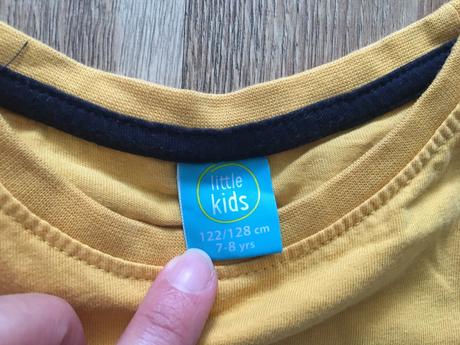 little
kids
122/128 cm
7-8 yrs